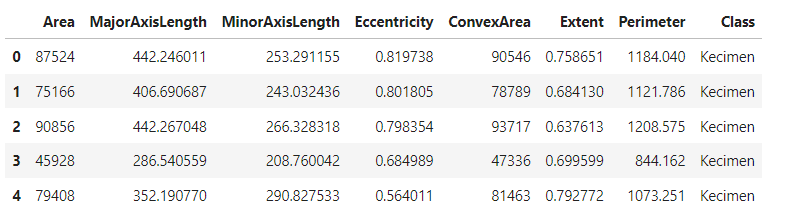 Area MajorAxisLength MinorAxisLength Eccentricity ConvexArea Extent Perimeter Class
0 87524 442.246011 253.291155 0.819738 90546 0.758651 1184.040 Kecimen
1 75166 406.690687 243.032436 0.801805 78789 0.684130 1121.786 Kecimen
2 90856 442.267048 266.328318 0.798354 93717 0.637613 1208.575 Kecimen
3 45928 286.540559 208.760042 0.684989 47336 0.699599 844.162 Kecimen
4 79408 352.190770 290.827533 0.564011 81463 0.792772 1073.251 Kecimen